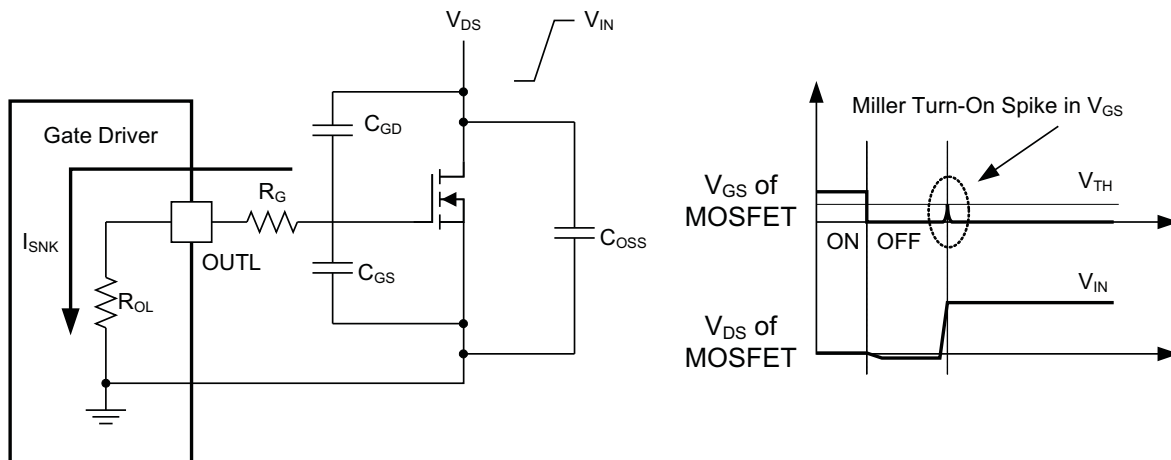 V_DS
V_IN
Gate Driver
C_GD
R_G
I_SNK
OUTL
C_GS
C_OSS
R_OL
Miller Turn-On Spike in V_GS
V_GS of
MOSFET
V_TH
ON
OFF
V_IN
V_DS of
MOSFET